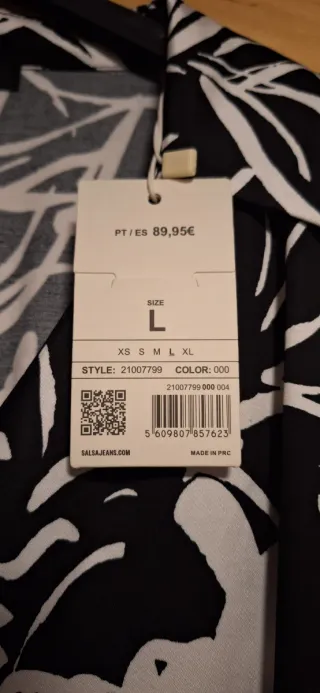 PT / ES 89,95€
SIZE
L
XS S M L XL
STYLE: 21007799 COLOR: 000
21007799 000 004
5 609807 857623
SALSAJEANS.COM MADE IN PRC